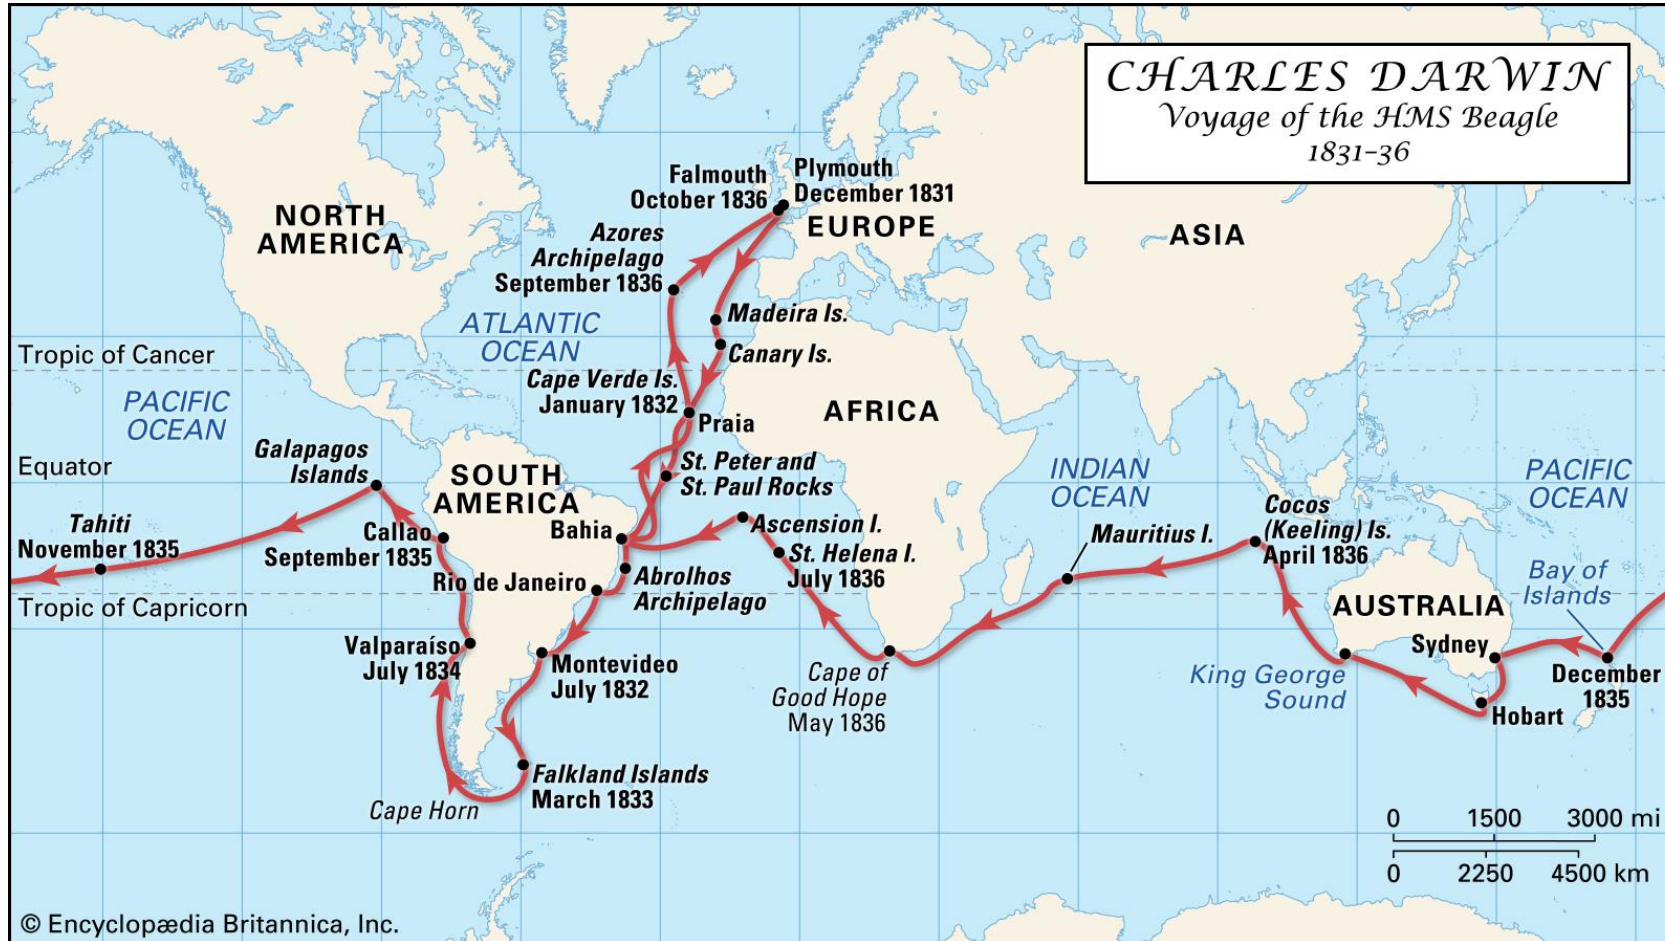 CHARLES DARWIN
Voyage of the HMS Beagle
1831–36
Falmouth
October 1836
Plymouth
December 1831
NORTH
AMERICA
EUROPE
ASIA
Azores
Archipelago
September 1836
ATLANTIC
OCEAN
Madeira Is.
Canary Is.
Tropic of Cancer
Cape Verde Is.
January 1832
Praia
PACIFIC
OCEAN
AFRICA
Galapagos
Islands
Equator
SOUTH
AMERICA
St. Peter and
St. Paul Rocks
INDIAN
OCEAN
PACIFIC
OCEAN
Tahiti
November 1835
Callao
September 1835
Bahia
Ascension I.
St. Helena I.
July 1836
Mauritius I.
Cocos
(Keeling) Is.
April 1836
Rio de Janeiro
Abrolhos
Archipelago
Bay of
Islands
Tropic of Capricorn
AUSTRALIA
Valparaíso
July 1834
Montevideo
July 1832
Cape of
Good Hope
May 1836
King George
Sound
Sydney
December
1835
Hobart
Falkland Islands
March 1833
Cape Horn
0 1500 3000 mi
0 2250 4500 km
© Encyclopædia Britannica, Inc.